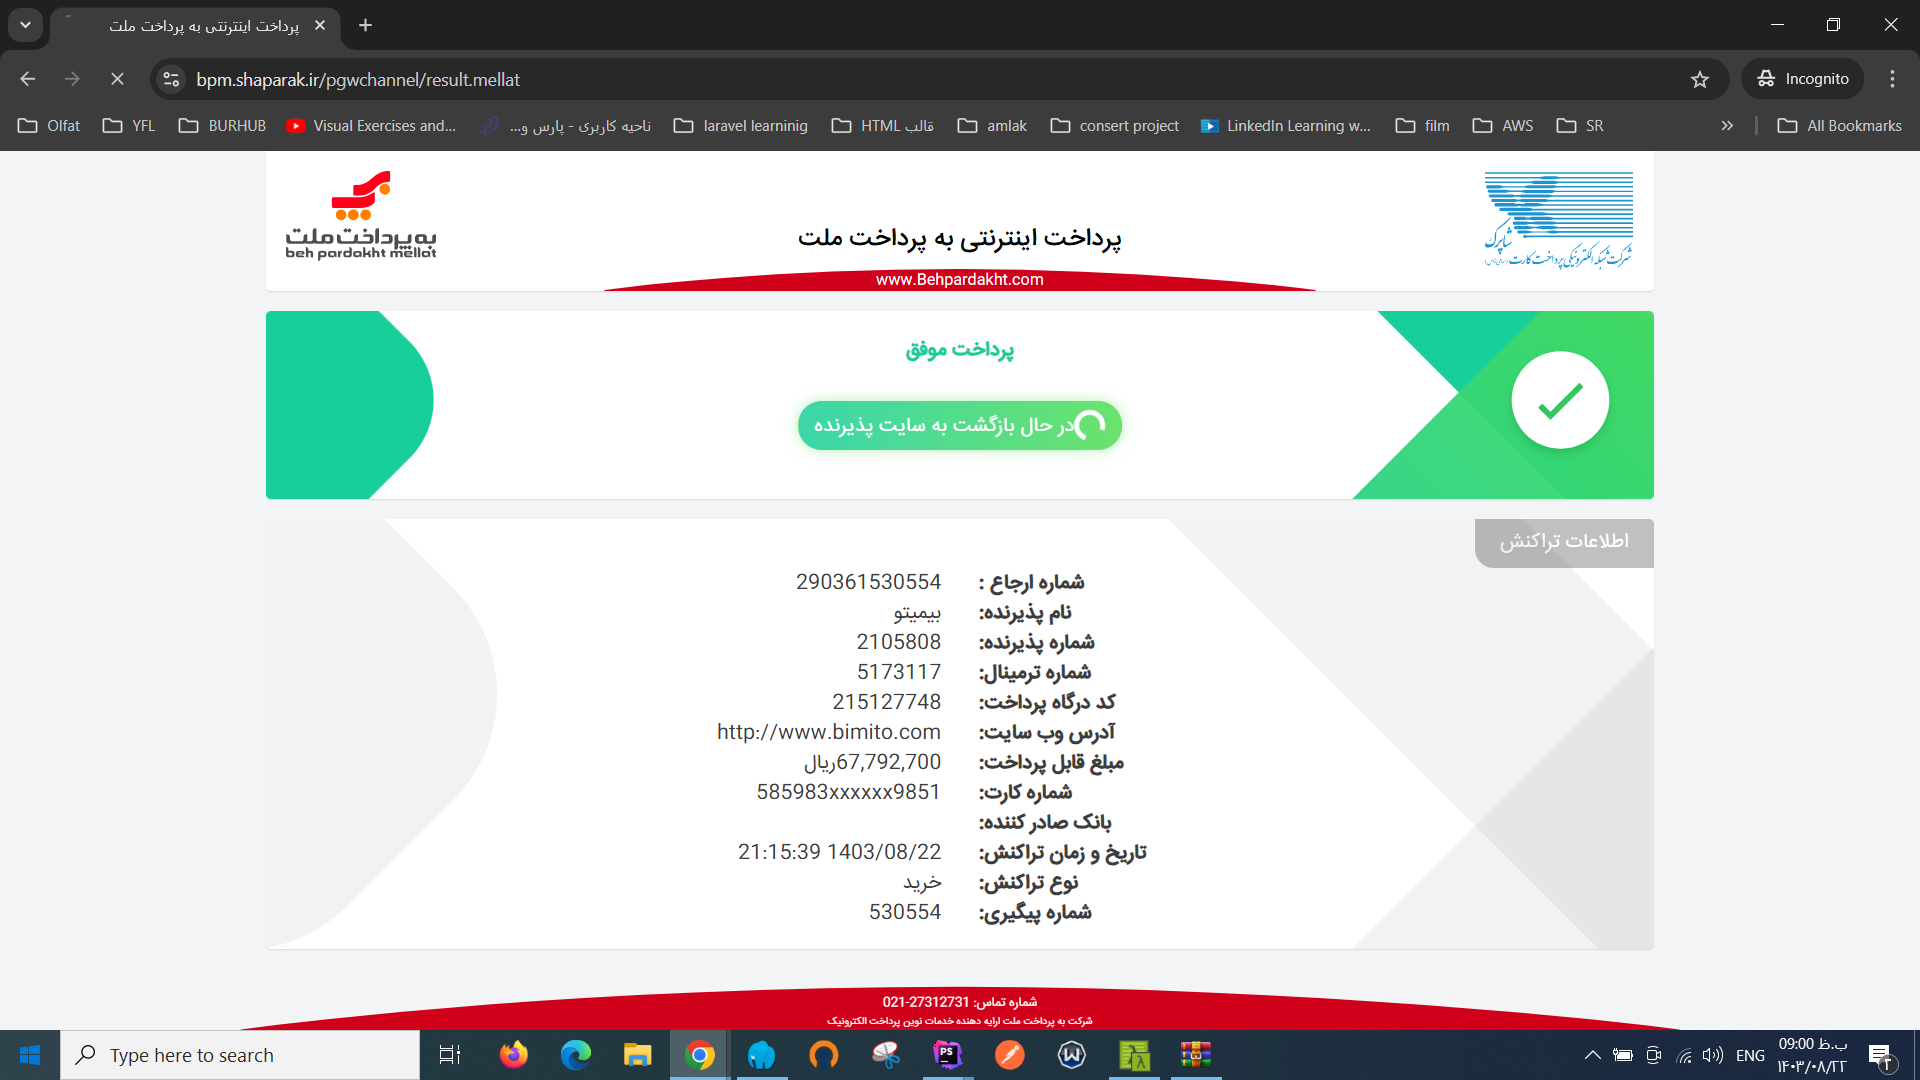 پرداخت اینترنتی به پرداخت ملت
bpm.shaparak.ir/pgwchannel/result.mellat
Incognito
Olfat
YFL
BURHUB
Visual Exercises and...
ناحیه کاربری - پارس و...
laravel learninig
قالب HTML
amlak
consert project
LinkedIn Learning w...
film
AWS
SR
All Bookmarks
به پرداخت ملت
beh pardakht mellat
پرداخت اینترنتی به پرداخت ملت
www.Behpardakht.com
شاپرک
شرکت شبکه الکترونیکی پرداخت کارت
پرداخت موفق
در حال بازگشت به سایت پذیرنده
اطلاعات تراکنش
شماره ارجاع : 290361530554
نام پذیرنده: بیمیتو
شماره پذیرنده: 2105808
شماره ترمینال: 5173117
کد درگاه پرداخت: 215127748
آدرس وب سایت: http://www.bimito.com
مبلغ قابل پرداخت: 67,792,700ریال
شماره کارت: 585983xxxxxx9851
بانک صادر کننده:
تاریخ و زمان تراکنش: 1403/08/22 21:15:39
نوع تراکنش: خرید
شماره پیگیری: 530554
شماره تماس: 27312731-021
شرکت به پرداخت ملت ارایه دهنده خدمات نوین پرداخت الکترونیک
Type here to search
ENG
09:00 ب.ظ
۱۴۰۳/۰۸/۲۲